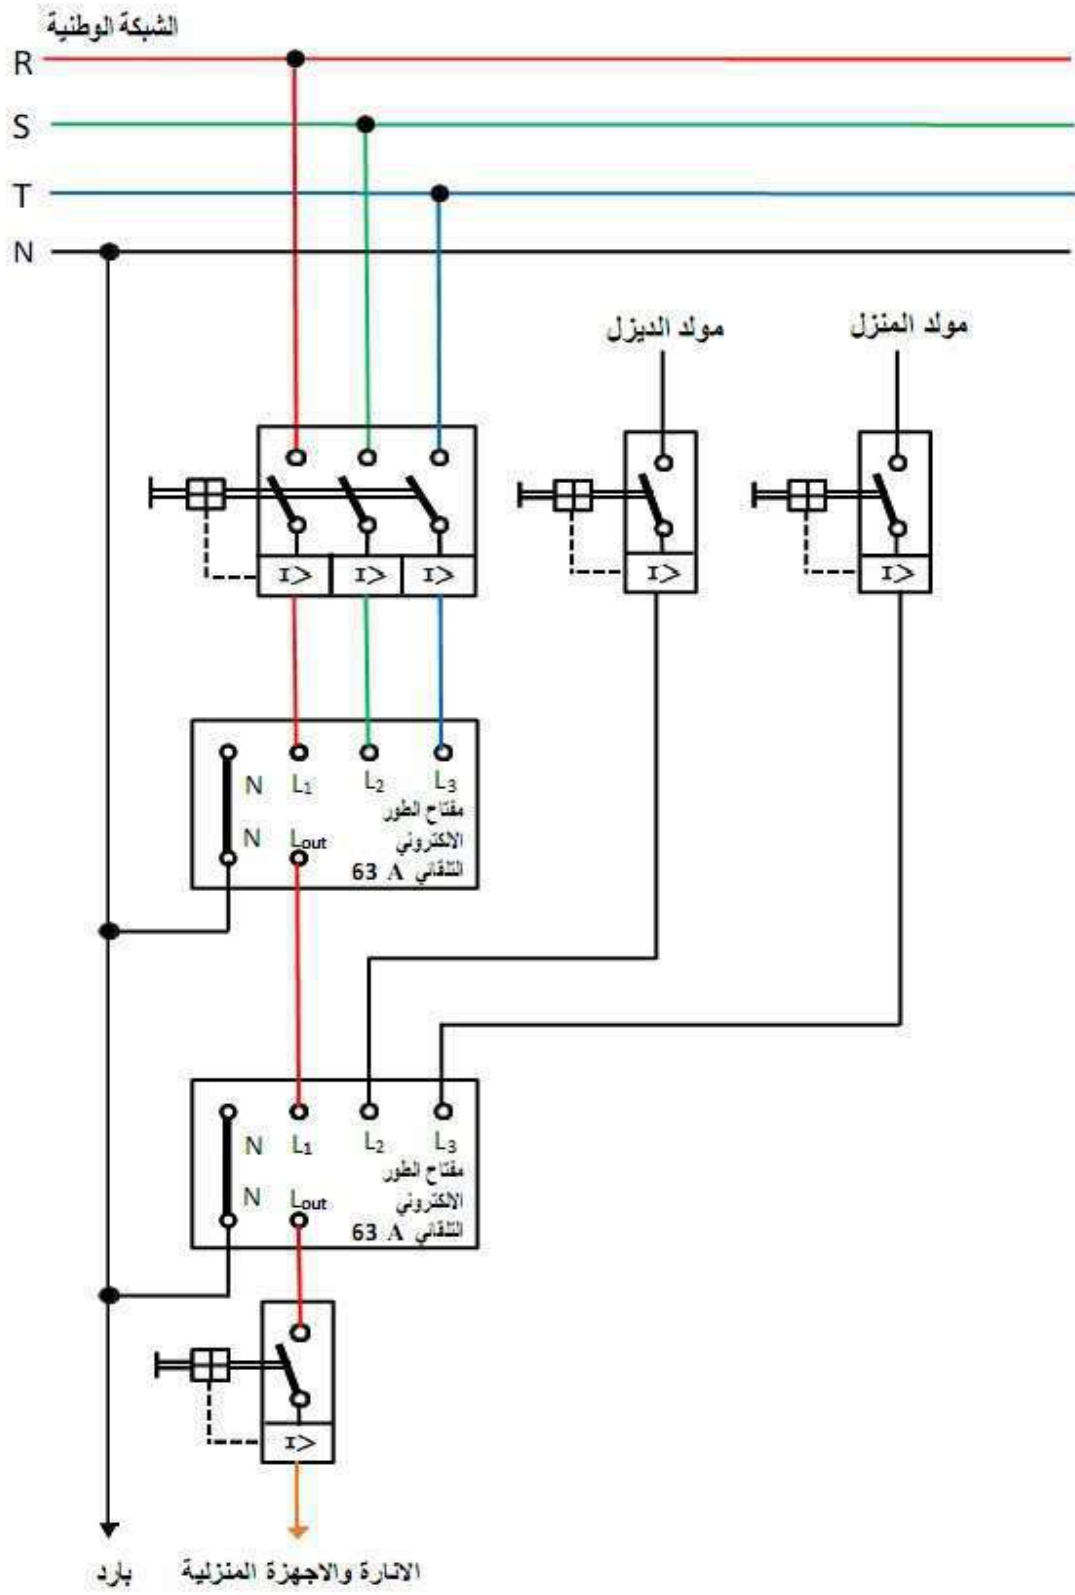 الشبكة الوطنية
R
S
T
N
مولد الديزل
مولد المنزل
I>
I>
I>
I>
I>
N L1 L2 L3
مفتاح الطور
N Lout الالكتروني
التلقائي 63 A
N L1 L2 L3
مفتاح الطور
N Lout الالكتروني
التلقائي 63 A
I>
بارد
الانارة والاجهزة المنزلية